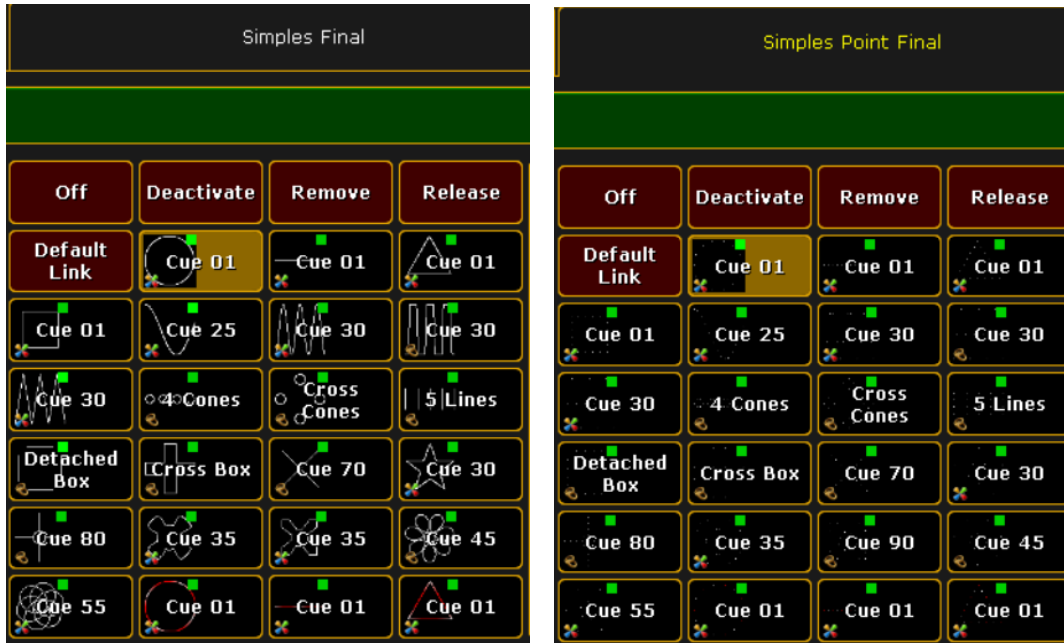 Simples Final
Off Deactivate Remove Release
Default Link Cue 01 Cue 01 Cue 01
Cue 01 Cue 25 Cue 30 Cue 30
Cue 30 4 Cones Cross Cones 5 Lines
Detached Box Cross Box Cue 70 Cue 30
Cue 80 Cue 35 Cue 35 Cue 45
Cue 55 Cue 01 Cue 01 Cue 01
Simples Point Final
Off Deactivate Remove Release
Default Link Cue 01 Cue 01 Cue 01
Cue 01 Cue 25 Cue 30 Cue 30
Cue 30 4 Cones Cross Cones 5 Lines
Detached Box Cross Box Cue 70 Cue 30
Cue 80 Cue 35 Cue 90 Cue 45
Cue 55 Cue 01 Cue 01 Cue 01